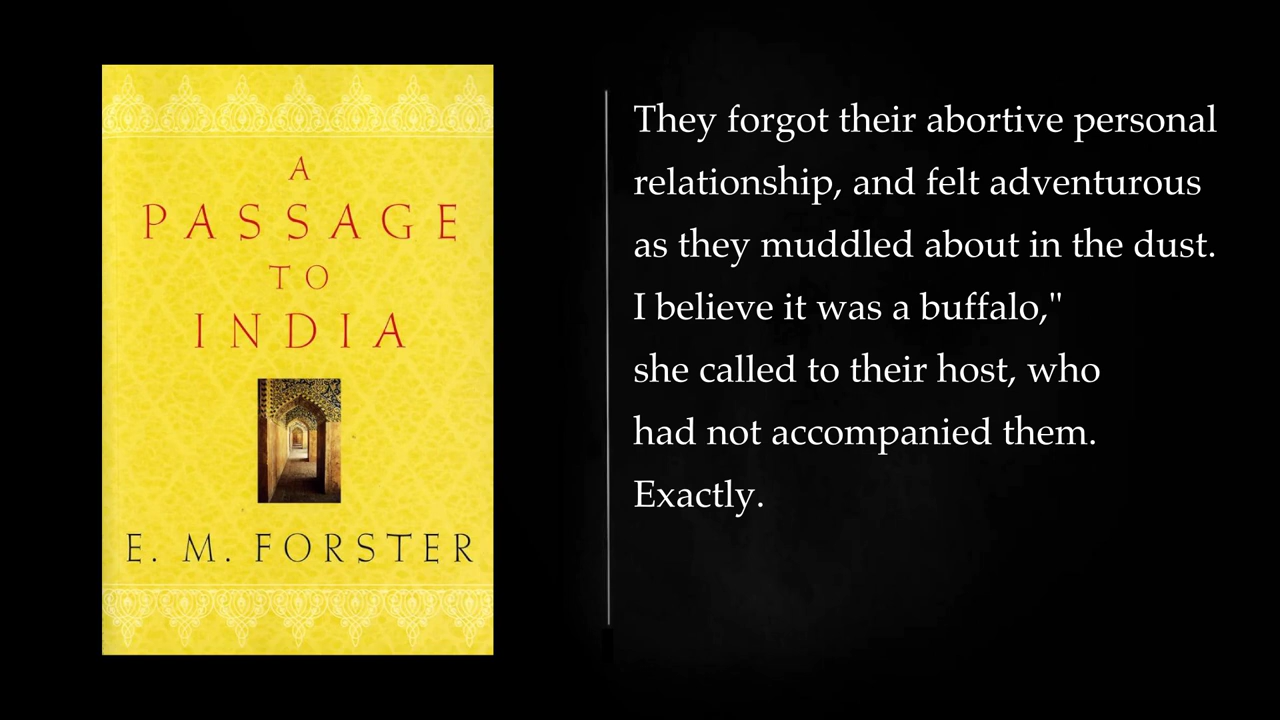 A
PASSAGE
TO
INDIA
E. M. FORSTER
They forgot their abortive personal
relationship, and felt adventurous
as they muddled about in the dust.
I believe it was a buffalo,"
she called to their host, who
had not accompanied them.
Exactly.